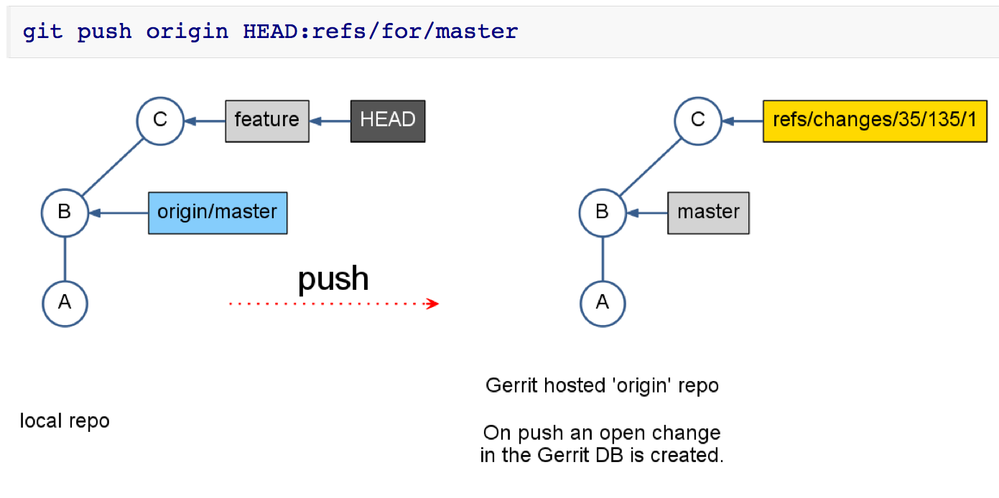 git push origin HEAD:refs/for/master
C
feature
HEAD
C
refs/changes/35/135/1
B
origin/master
B
master
push
A
A
Gerrit hosted 'origin' repo
local repo
On push an open change
in the Gerrit DB is created.